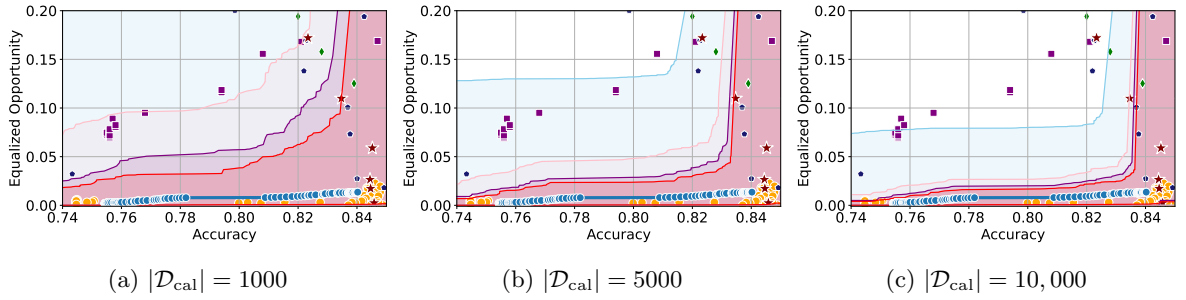 Equalized Opportunity
0.20
0.15
0.10
0.05
0.00
0.74 0.76 0.78 0.80 0.82 0.84
Accuracy
(a) |𝒟cal| = 1000
Equalized Opportunity
0.20
0.15
0.10
0.05
0.00
0.74 0.76 0.78 0.80 0.82 0.84
Accuracy
(b) |𝒟cal| = 5000
Equalized Opportunity
0.20
0.15
0.10
0.05
0.00
0.74 0.76 0.78 0.80 0.82 0.84
Accuracy
(c) |𝒟cal| = 10, 000